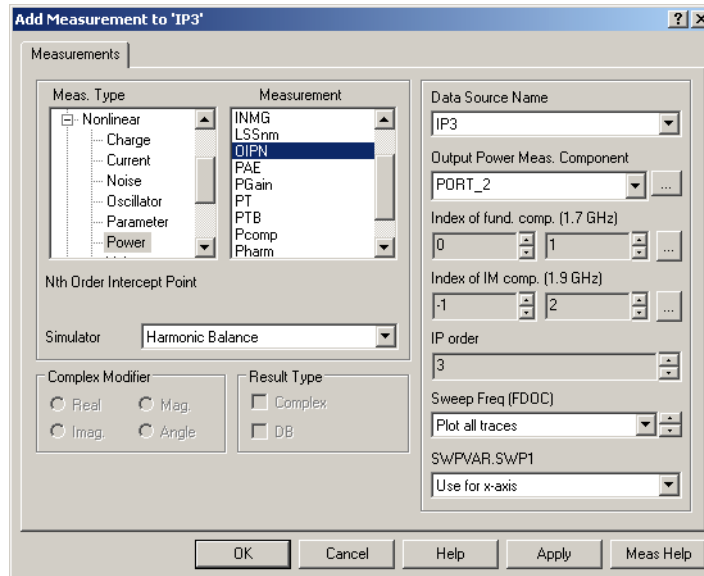 Add Measurement to 'IP3'
Measurements
Meas. Type
Nonlinear
Charge
Current
Noise
Oscillator
Parameter
Power
Measurement
INMG
LSSnm
OIPN
PAE
PGain
PT
PTB
Pcomp
Pharm
Nth Order Intercept Point
Simulator Harmonic Balance
Complex Modifier
Real Mag.
Imag. Angle
Result Type
Complex
DB
Data Source Name
IP3
Output Power Meas. Component
PORT_2 ...
Index of fund. comp. (1.7 GHz)
0 1 ...
Index of IM comp. (1.9 GHz)
-1 2 ...
IP order
3
Sweep Freq (FDOC)
Plot all traces
SWPVAR.SWP1
Use for x-axis
OK Cancel Help Apply Meas Help